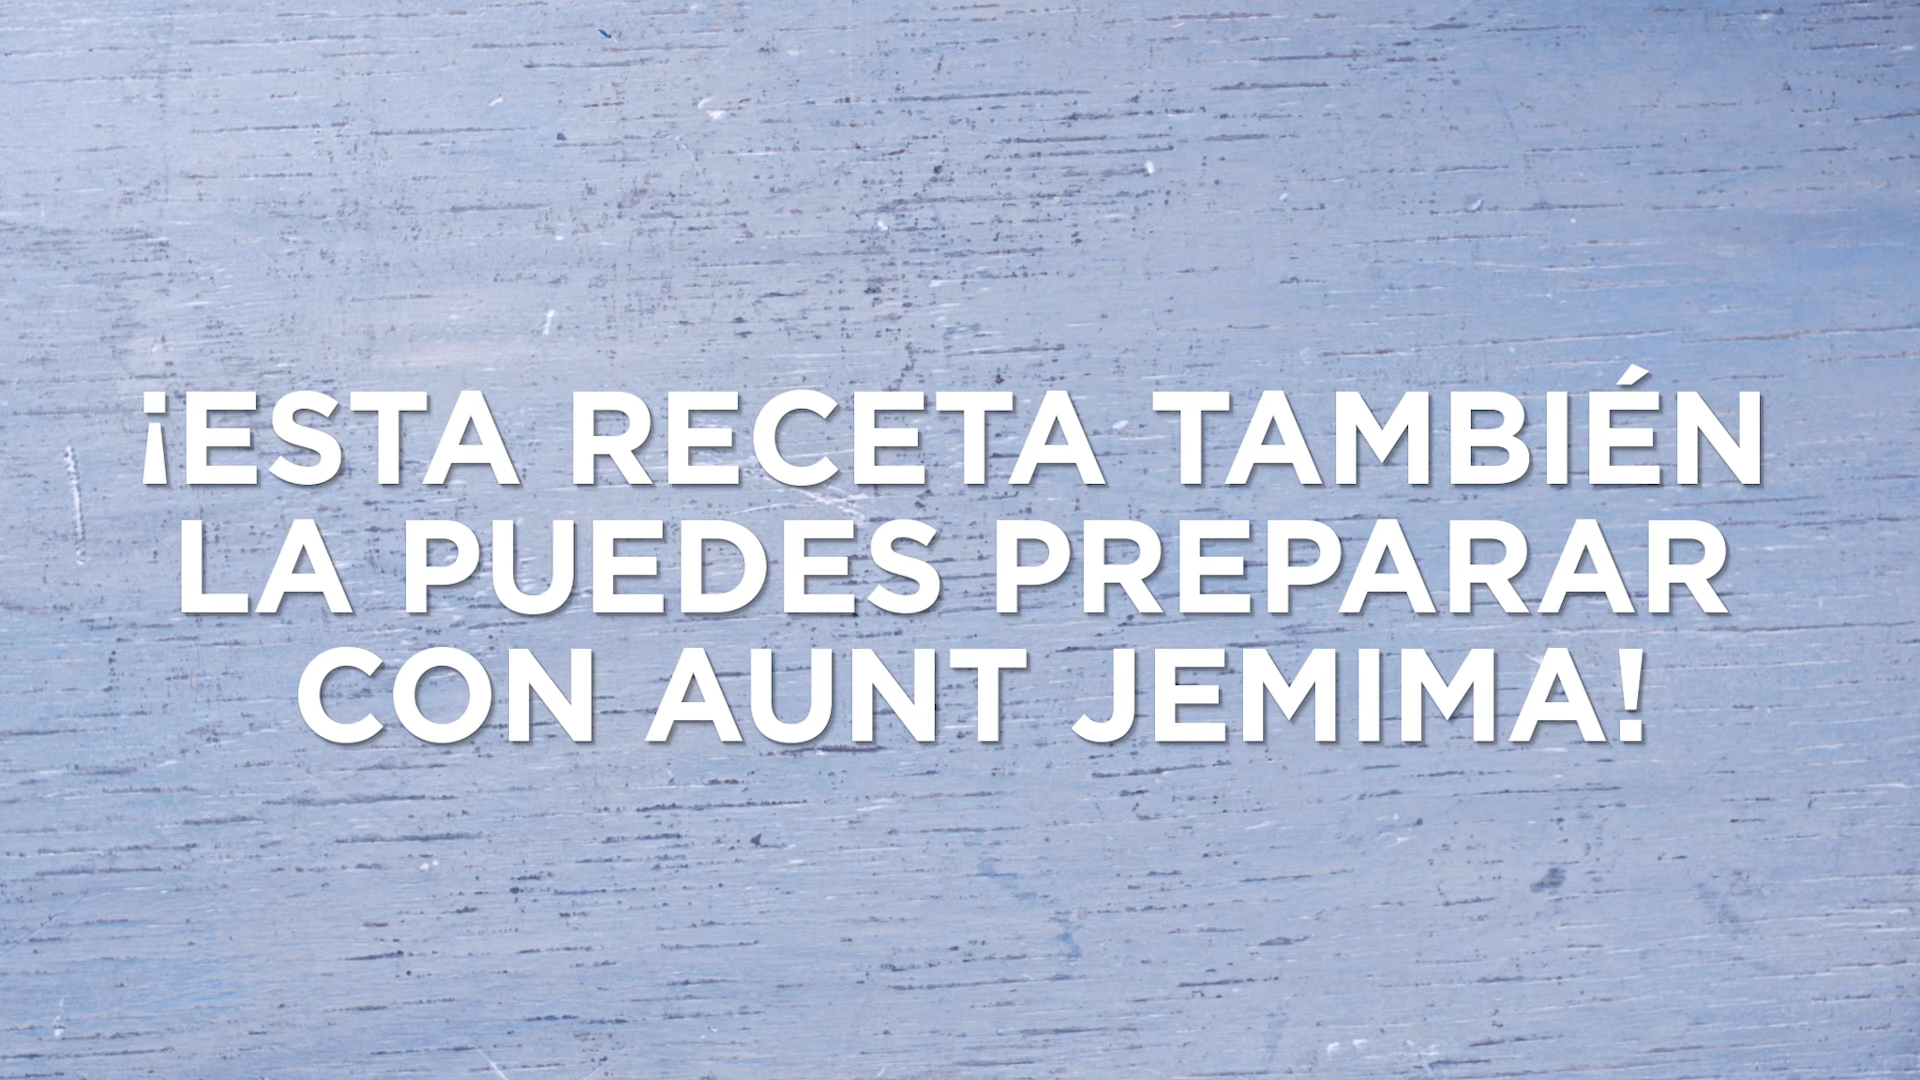 ¡ESTA RECETA TAMBIÉN
LA PUEDES PREPARAR
CON AUNT JEMIMA!